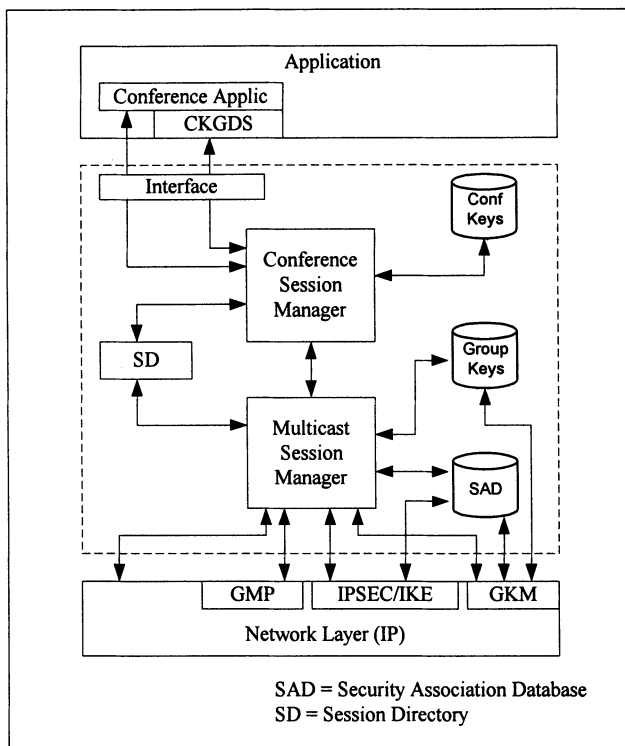 Application
Conference Applic
CKGDS
Interface
Conf
Keys
Conference
Session
Manager
SD
Group
Keys
Multicast
Session
Manager
SAD
GMP
IPSEC/IKE
GKM
Network Layer (IP)
SAD = Security Association Database
SD = Session Directory